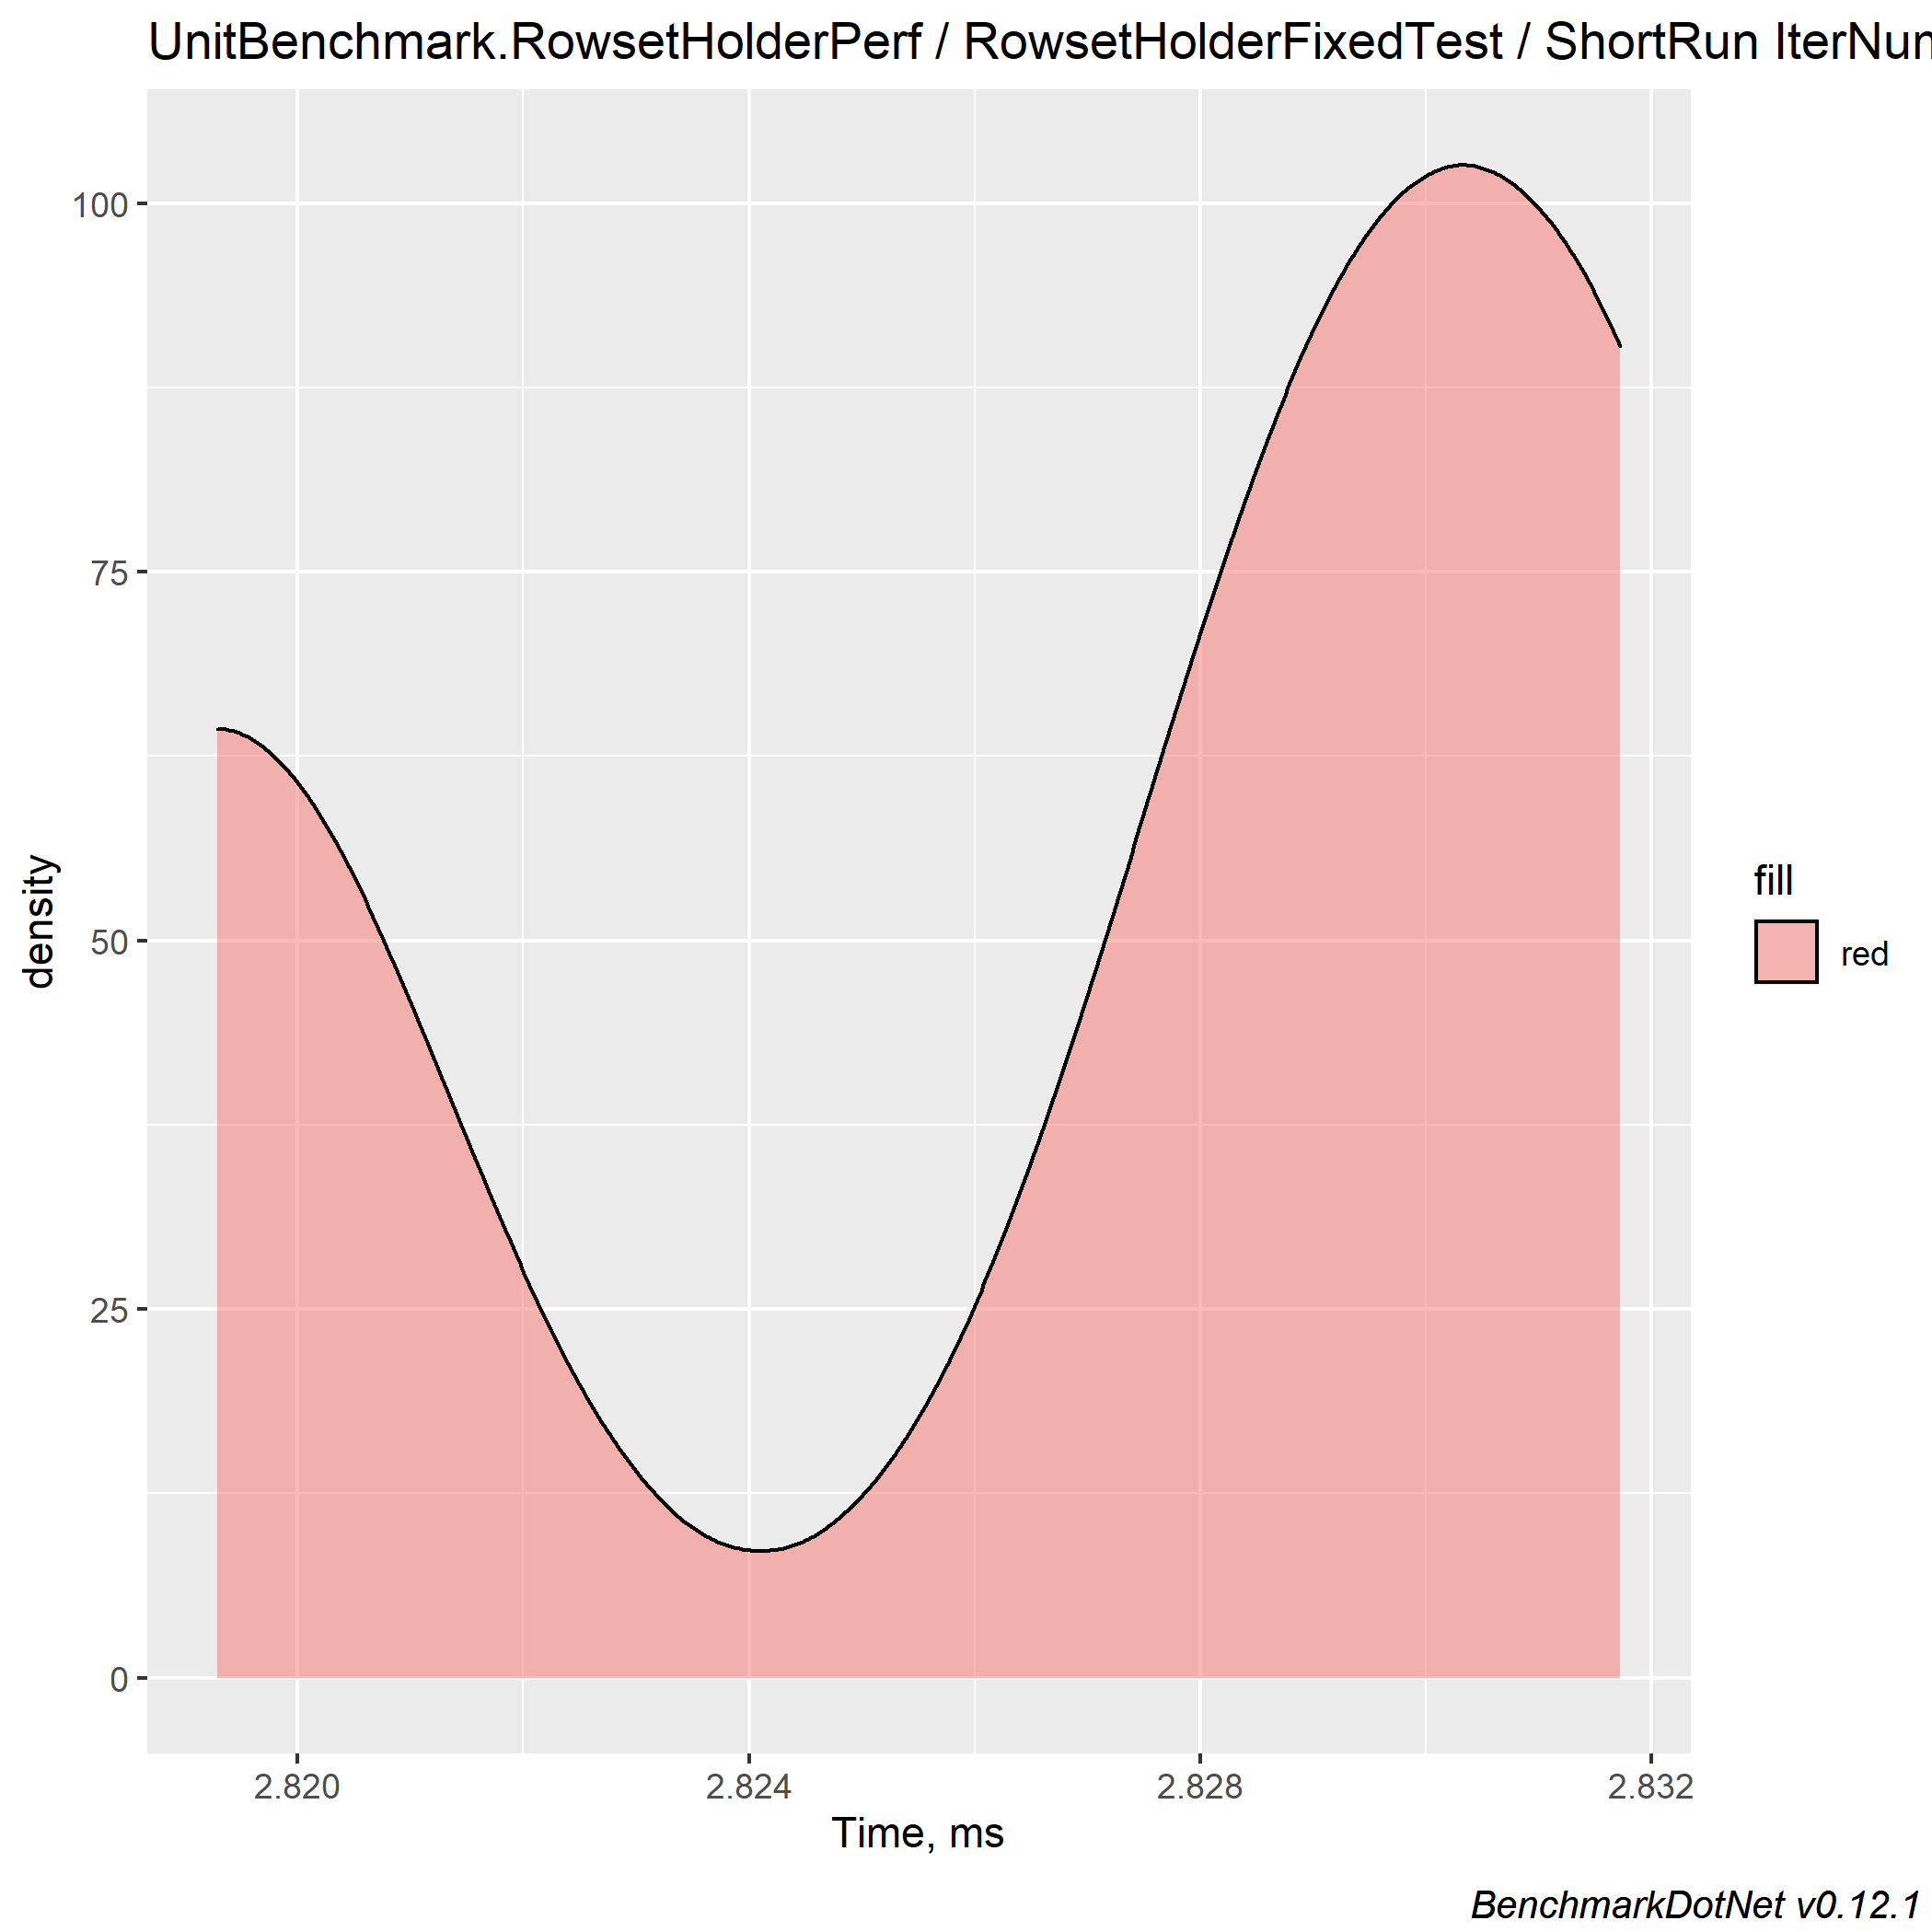 UnitBenchmark.RowsetHolderPerf / RowsetHolderFixedTest / ShortRun
100
75
50
25
0
density
2.820
2.824
2.828
2.832
Time, ms
fill
red
BenchmarkDotNet v0.12.1